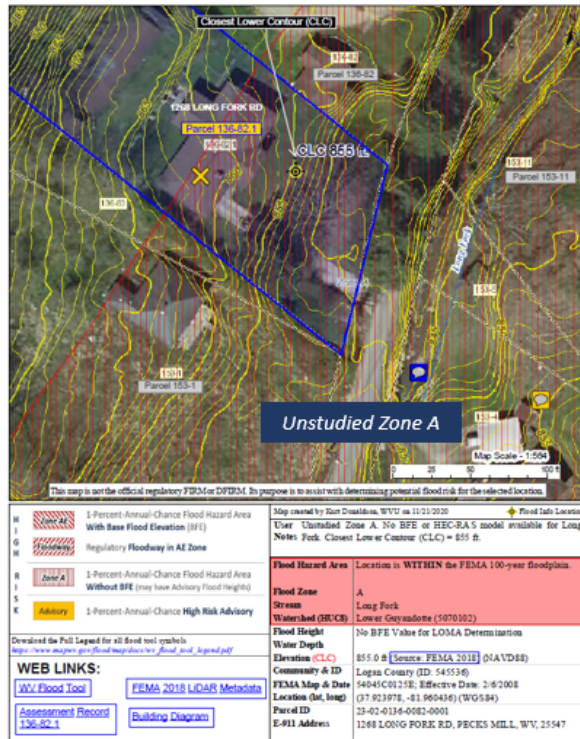 Closest Lower Contour (CLC)
136-82
Parcel 136-82
1268 LONG FORK RD
Parcel 136-82.1
CLC 855 ft.
153-11
Parcel 153-11
136-83
Long Fork
153-1
Parcel 153-1
153-4
Unstudied Zone A
Map Scale - 1:564
0 25 50 100 ft
This map is not the official regulatory FIRM or DFIRM. Its purpose is to assist with determining potential flood risk for the selected location.
HIGH RISK
Zone AE
1-Percent-Annual-Chance Flood Hazard Area
With Base Flood Elevation (BFE)
Floodway
Regulatory Floodway in AE Zone
Zone A
1-Percent-Annual-Chance Flood Hazard Area
Without BFE (may have Advisory Flood Heights)
Advisory
1-Percent-Annual-Chance High Risk Advisory
Download the Full Legend for all flood tool symbols
https://www.mapwv.gov/flood/map/docs/wv_flood_tool_legend.pdf
WEB LINKS:
WV Flood Tool
FEMA 2018 LiDAR Metadata
Assessment Record
136-82.1
Building Diagram
Map created by Kurt Donaldson, WVU on 11/21/2020
Flood Info Location
User Notes
Unstudied Zone A. No BFE or HEC-RAS model available for Long
Fork. Closest Lower Contour (CLC) = 855 ft.
Flood Hazard Area Location is WITHIN the FEMA 100-year floodplain.
Flood Zone A
Stream Long Fork
Watershed (HUC8) Lower Guyandotte (5070102)
Flood Height No BFE Value for LOMA Determination
Water Depth
Elevation (CLC) 855.0 ft (Source: FEMA 2018) (NAVD88)
Community & ID Logan County (ID: 545536)
FEMA Map & Date 54045C0125E; Effective Date: 2/6/2008
Location (lat, long) (37.923978, -81.960436) (WGS84)
Parcel ID 23-02-0136-0082-0001
E-911 Address 1268 LONG FORK RD, PECKS MILL, WV, 25547